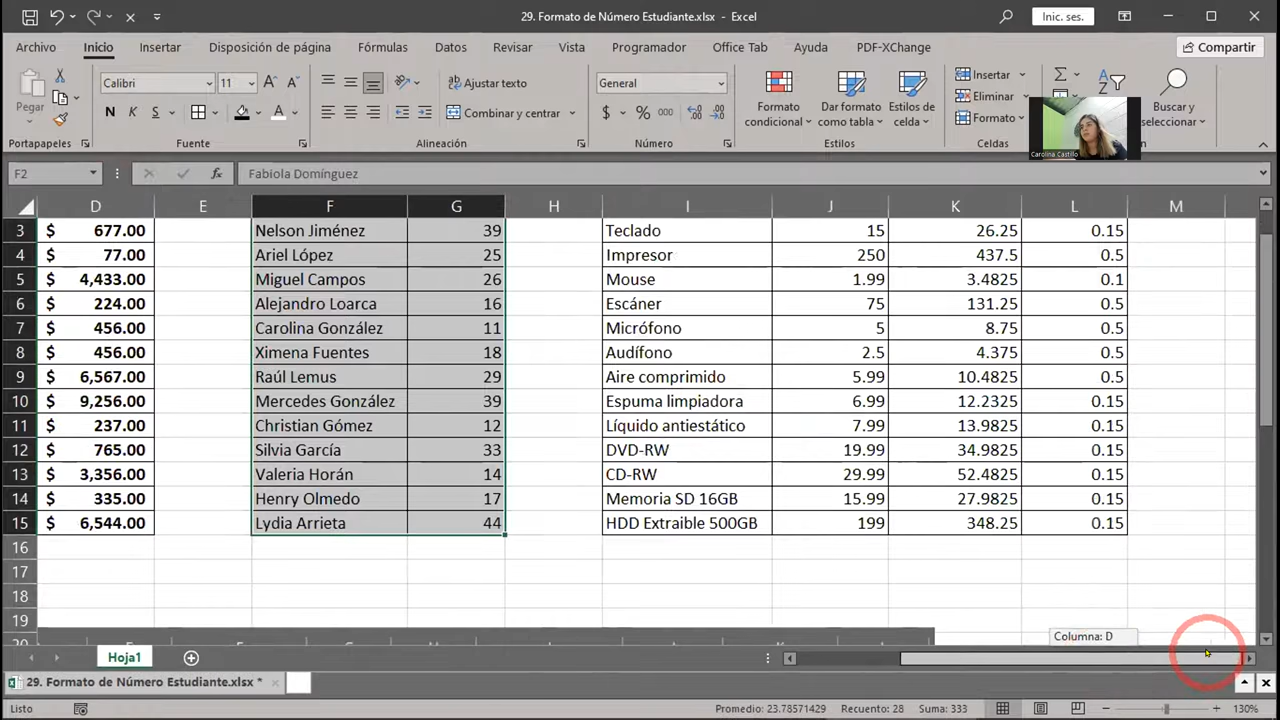 29. Formato de Número Estudiante.xlsx - Excel
Inic. ses.
Archivo Inicio Insertar Disposición de página Fórmulas Datos Revisar Vista Programador Office Tab Ayuda PDF-XChange Compartir
Pegar
Calibri 11
N K S
Ajustar texto
Combinar y centrar
General
$ % 000
Formato condicional
Dar formato como tabla
Estilos de celda
Insertar
Eliminar
Formato
Buscar y seleccionar
Carolina Castillo
Portapapeles Fuente Alineación Número Estilos Celdas
F2 fx Fabiola Domínguez
D E F G H I J K L M
3 $ 677.00 Nelson Jiménez 39 Teclado 15 26.25 0.15
4 $ 77.00 Ariel López 25 Impresor 250 437.5 0.5
5 $ 4,433.00 Miguel Campos 26 Mouse 1.99 3.4825 0.1
6 $ 224.00 Alejandro Loarca 16 Escáner 75 131.25 0.5
7 $ 456.00 Carolina González 11 Micrófono 5 8.75 0.5
8 $ 456.00 Ximena Fuentes 18 Audífono 2.5 4.375 0.5
9 $ 6,567.00 Raúl Lemus 29 Aire comprimido 5.99 10.4825 0.5
10 $ 9,256.00 Mercedes González 39 Espuma limpiadora 6.99 12.2325 0.15
11 $ 237.00 Christian Gómez 12 Líquido antiestático 7.99 13.9825 0.15
12 $ 765.00 Silvia García 33 DVD-RW 19.99 34.9825 0.15
13 $ 3,356.00 Valeria Horán 14 CD-RW 29.99 52.4825 0.15
14 $ 335.00 Henry Olmedo 17 Memoria SD 16GB 15.99 27.9825 0.15
15 $ 6,544.00 Lydia Arrieta 44 HDD Extraible 500GB 199 348.25 0.15
16
17
18
19
Columna: D
Hoja1
29. Formato de Número Estudiante.xlsx *
Listo Promedio: 23.78571429 Recuento: 28 Suma: 333 130%